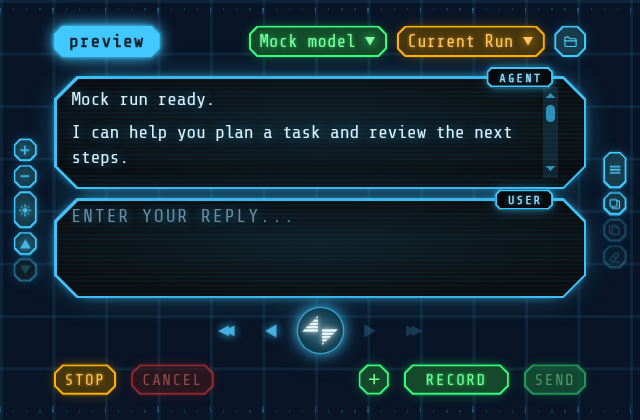 preview
Mock model
Current Run
AGENT
Mock run ready.
I can help you plan a task and review the next
steps.
USER
ENTER YOUR REPLY...
STOP
CANCEL
+
RECORD
SEND